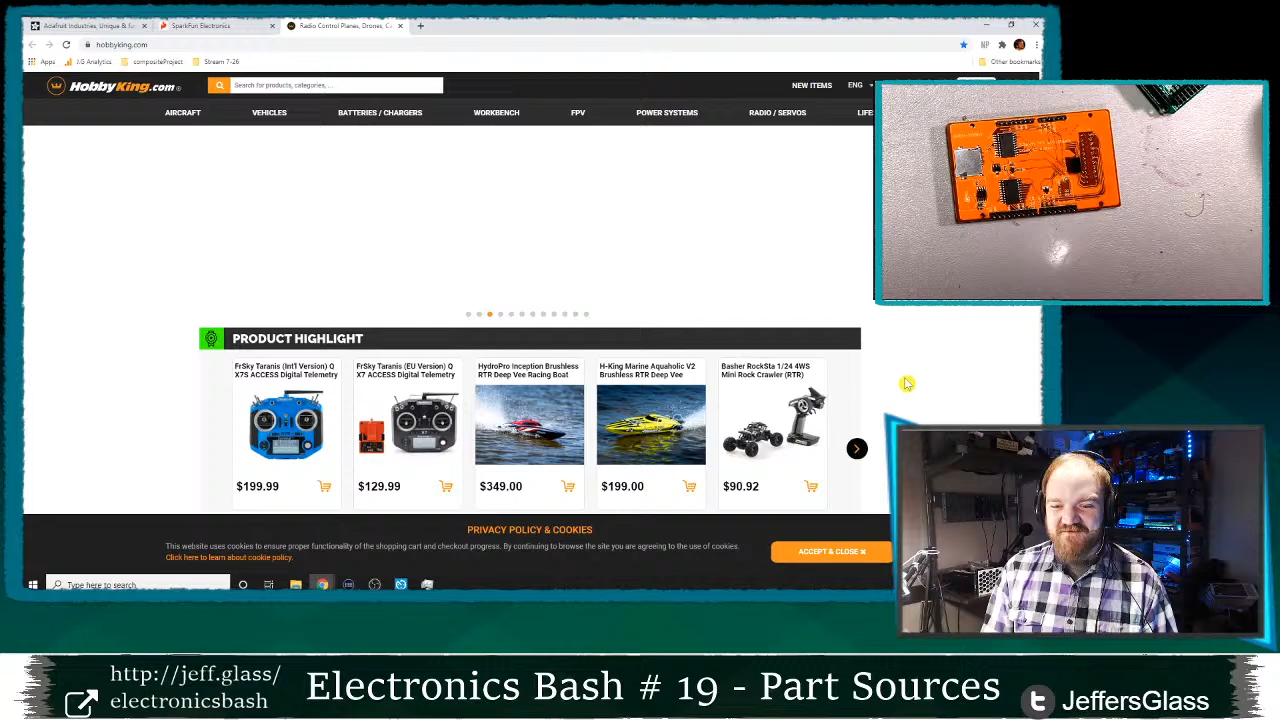 Adafruit Industries, Unique & fu
SparkFun Electronics
Radio Control Planes, Drones, C
hobbyking.com
Apps
J.G Analytics
compositeProject
Stream 7-26
Other bookmarks
HobbyKing.com
Search for products, categories, ...
NEW ITEMS
ENG
AIRCRAFT
VEHICLES
BATTERIES / CHARGERS
WORKBENCH
FPV
POWER SYSTEMS
RADIO / SERVOS
LIFE
PRODUCT HIGHLIGHT
FrSky Taranis (Int'l Version) Q
X7S ACCESS Digital Telemetry
$199.99
FrSky Taranis (EU Version) Q
X7 ACCESS Digital Telemetry
$129.99
HydroPro Inception Brushless
RTR Deep Vee Racing Boat
$349.00
H-King Marine Aquaholic V2
Brushless RTR Deep Vee
$199.00
Basher RockSta 1/24 4WS
Mini Rock Crawler (RTR)
$90.92
PRIVACY POLICY & COOKIES
This website uses cookies to ensure proper functionality of the shopping cart and checkout progress. By continuing to browse the site you are agreeing to the use of cookies.
Click here to learn about cookie policy.
ACCEPT & CLOSE
Type here to search
http://jeff.glass/
electronicsbash
Electronics Bash # 19 - Part Sources
JeffersGlass